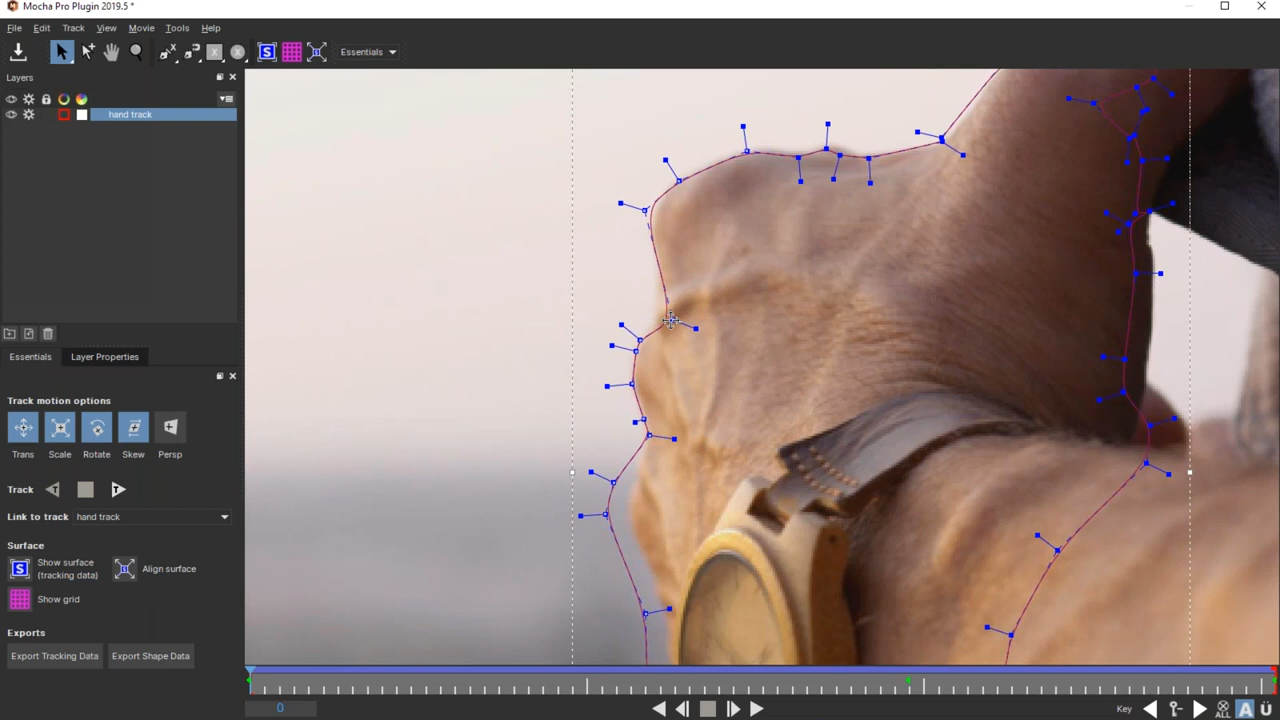 Mocha Pro Plugin 2019.5 *
File Edit Track View Movie Tools Help
S Essentials
Layers
hand track
Essentials Layer Properties
Track motion options
Trans Scale Rotate Skew Persp
Track
Link to track hand track
Surface
Show surface
(tracking data)
Align surface
Show grid
Exports
Export Tracking Data Export Shape Data
0
Key ALL A Ü